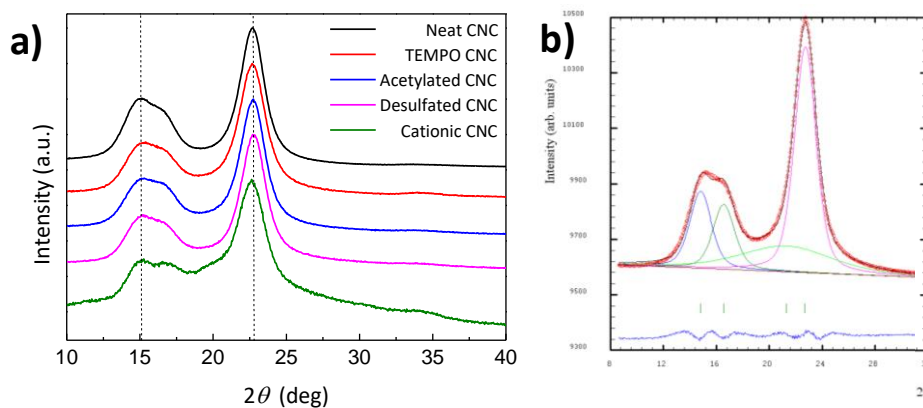 a)
Neat CNC
TEMPO CNC
Acetylated CNC
Desulfated CNC
Cationic CNC
Intensity (a.u.)
10 15 20 25 30 35 40
2θ (deg)
b)
Intensity (arb. units)
10500
10300
10100
9900
9700
9500
9300
8 12 16 20 24 28
2